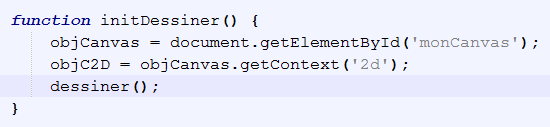 function initDessiner() {
objCanvas = document.getElementById('monCanvas');
objC2D = objCanvas.getContext('2d');
dessiner();
}